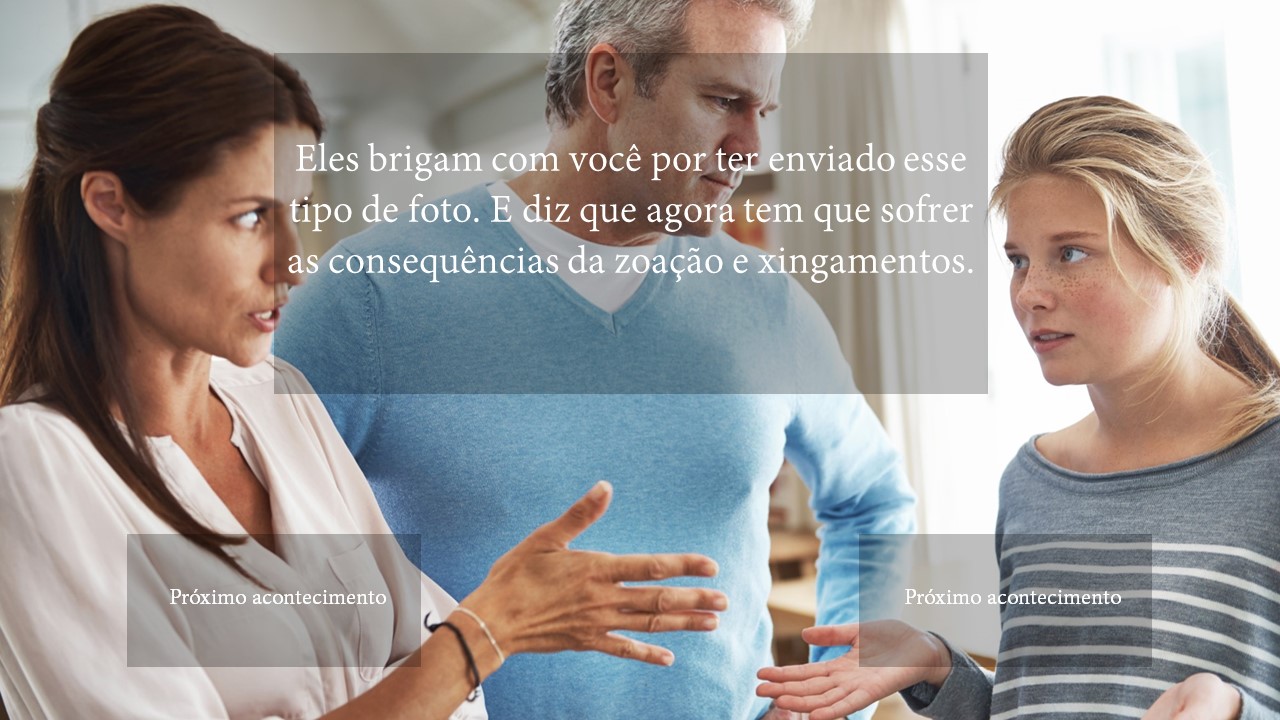 Eles brigam com você por ter enviado esse
tipo de foto. E diz que agora tem que sofrer
as consequências da zoação e xingamentos.
Próximo acontecimento
Próximo acontecimento